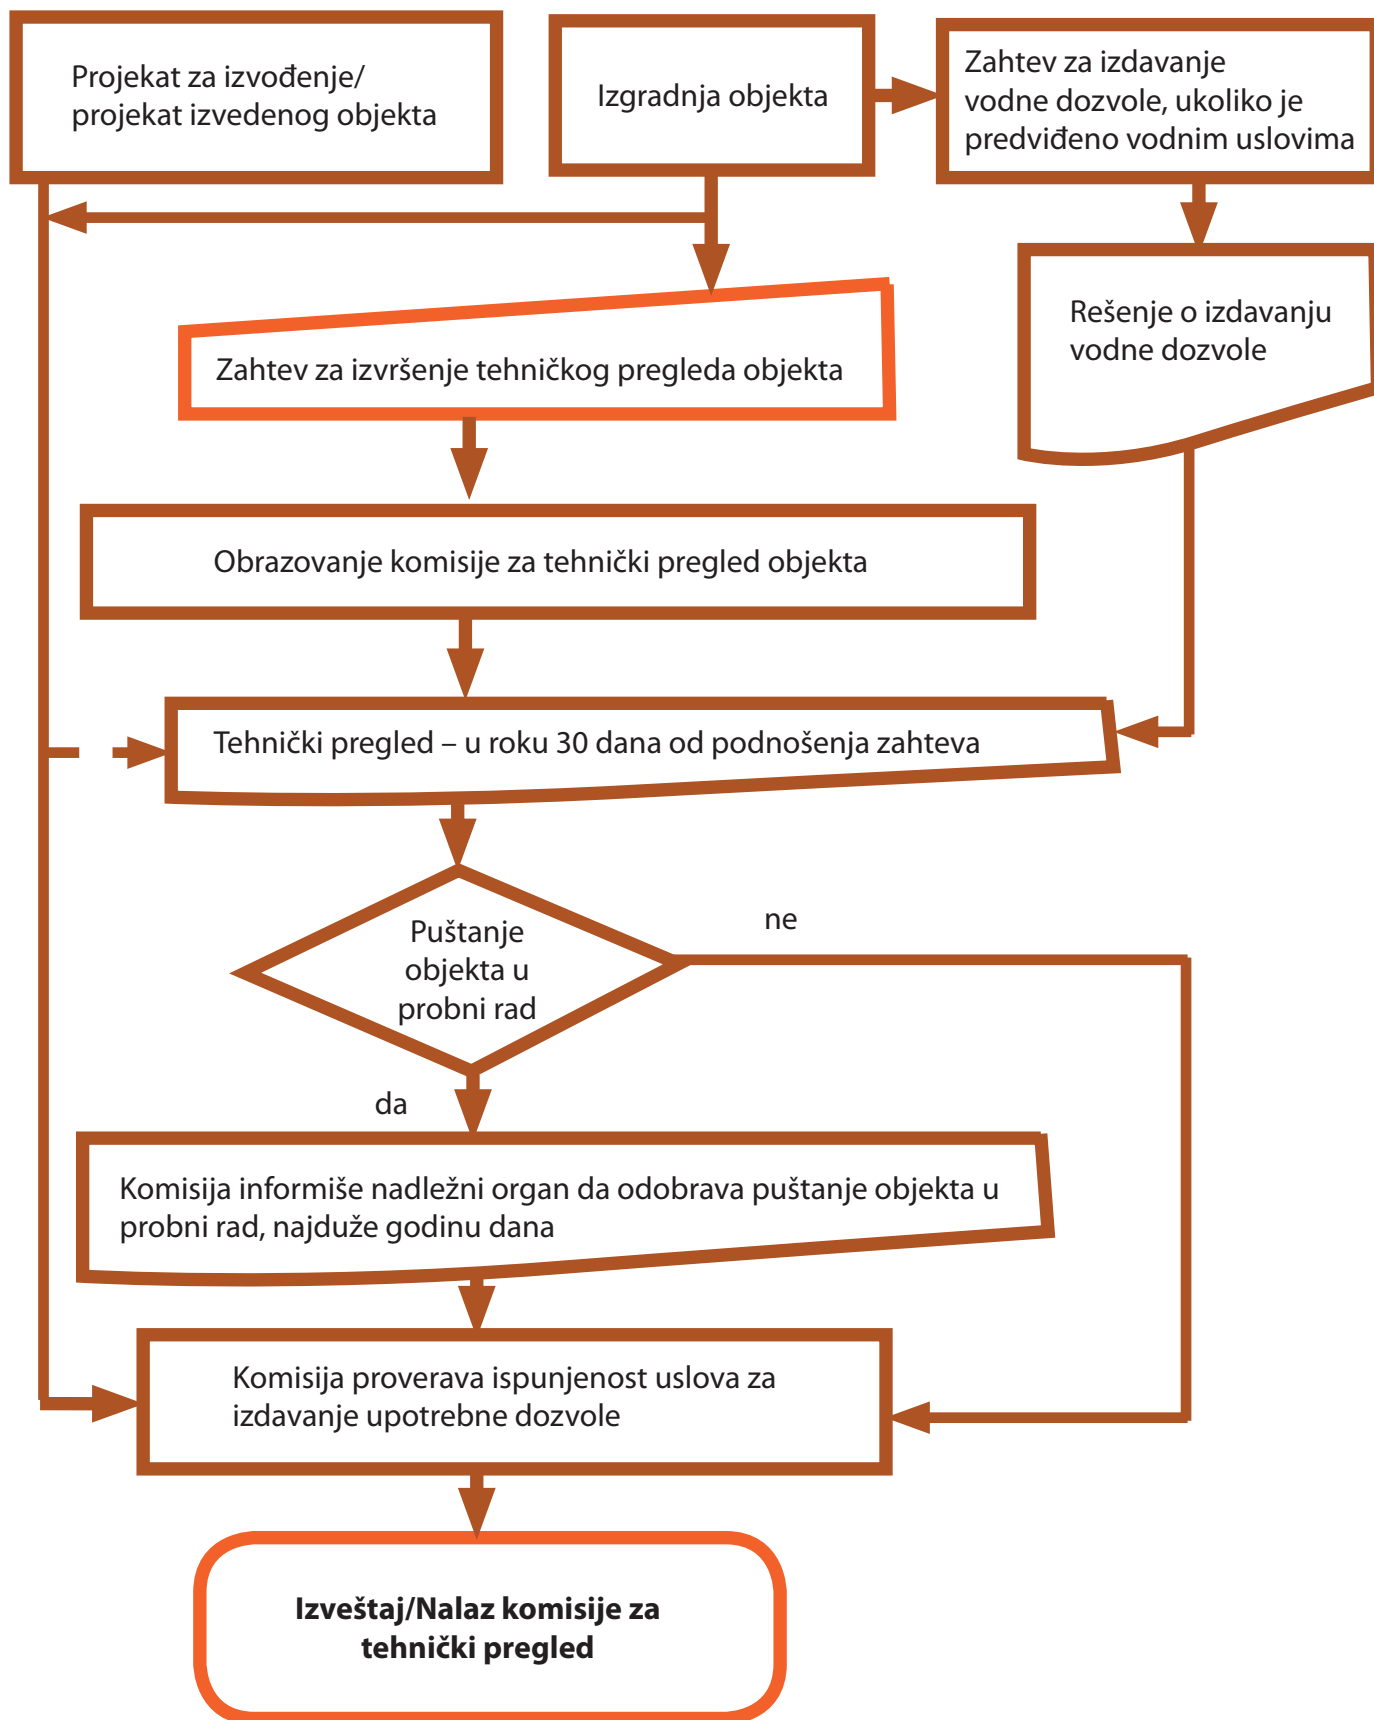 Projekat za izvođenje/
projekat izvedenog objekta
Izgradnja objekta
Zahtev za izdavanje
vodne dozvole, ukoliko je
predviđeno vodnim uslovima
Rešenje o izdavanju
vodne dozvole
Zahtev za izvršenje tehničkog pregleda objekta
Obrazovanje komisije za tehnički pregled objekta
Tehnički pregled – u roku 30 dana od podnošenja zahteva
Puštanje
objekta u
probni rad
ne
da
Komisija informiše nadležni organ da odobrava puštanje objekta u
probni rad, najduže godinu dana
Komisija proverava ispunjenost uslova za
izdavanje upotrebne dozvole
Izveštaj/Nalaz komisije za
tehnički pregled